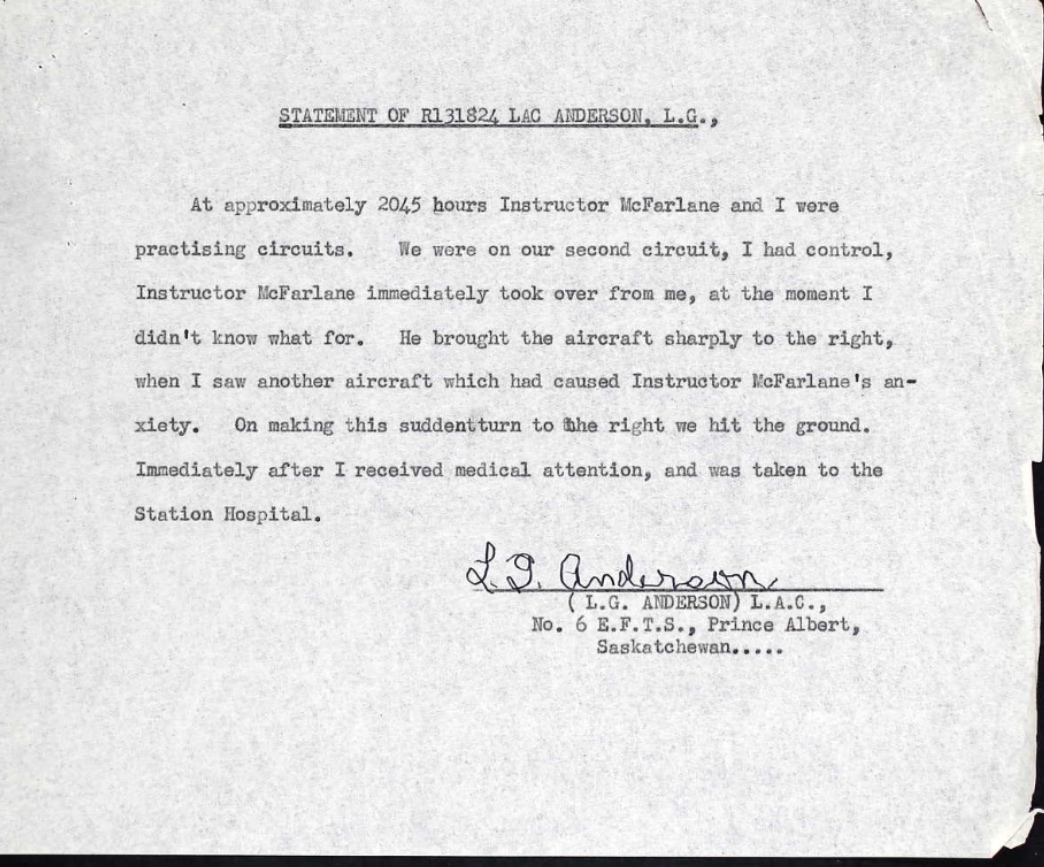 STATEMENT OF R131824 LAC ANDERSON, L.G.,
At approximately 2045 hours Instructor McFarlane and I were
practising circuits. We were on our second circuit, I had control,
Instructor McFarlane immediately took over from me, at the moment I
didn't know what for. He brought the aircraft sharply to the right,
when I saw another aircraft which had caused Instructor McFarlane's an-
xiety. On making this suddentturn to the right we hit the ground.
Immediately after I received medical attention, and was taken to the
Station Hospital.
L.G. Anderson
( L.G. ANDERSON) L.A.C.,
No. 6 E.F.T.S., Prince Albert,
Saskatchewan.....